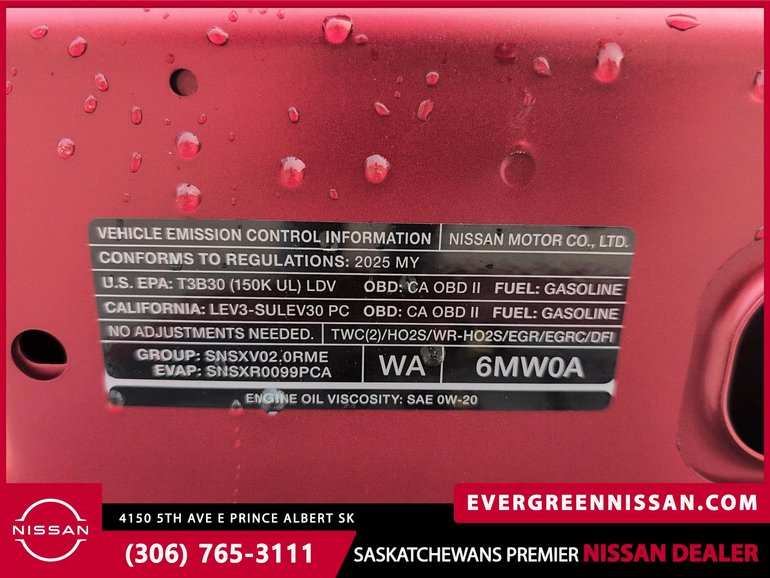 VEHICLE EMISSION CONTROL INFORMATION NISSAN MOTOR CO., LTD.
CONFORMS TO REGULATIONS: 2025 MY
U.S. EPA: T3B30 (150K UL) LDV OBD: CA OBD II FUEL: GASOLINE
CALIFORNIA: LEV3-SULEV30 PC OBD: CA OBD II FUEL: GASOLINE
NO ADJUSTMENTS NEEDED. TWC(2)/HO2S/WR-HO2S/EGR/EGRC/DFI
GROUP: SNSXV02.0RME
EVAP: SNSXR0099PCA
WA 6MW0A
ENGINE OIL VISCOSITY: SAE 0W-20
NISSAN
4150 5TH AVE E PRINCE ALBERT SK
EVERGREENNISSAN.COM
(306) 765-3111
SASKATCHEWANS PREMIER NISSAN DEALER